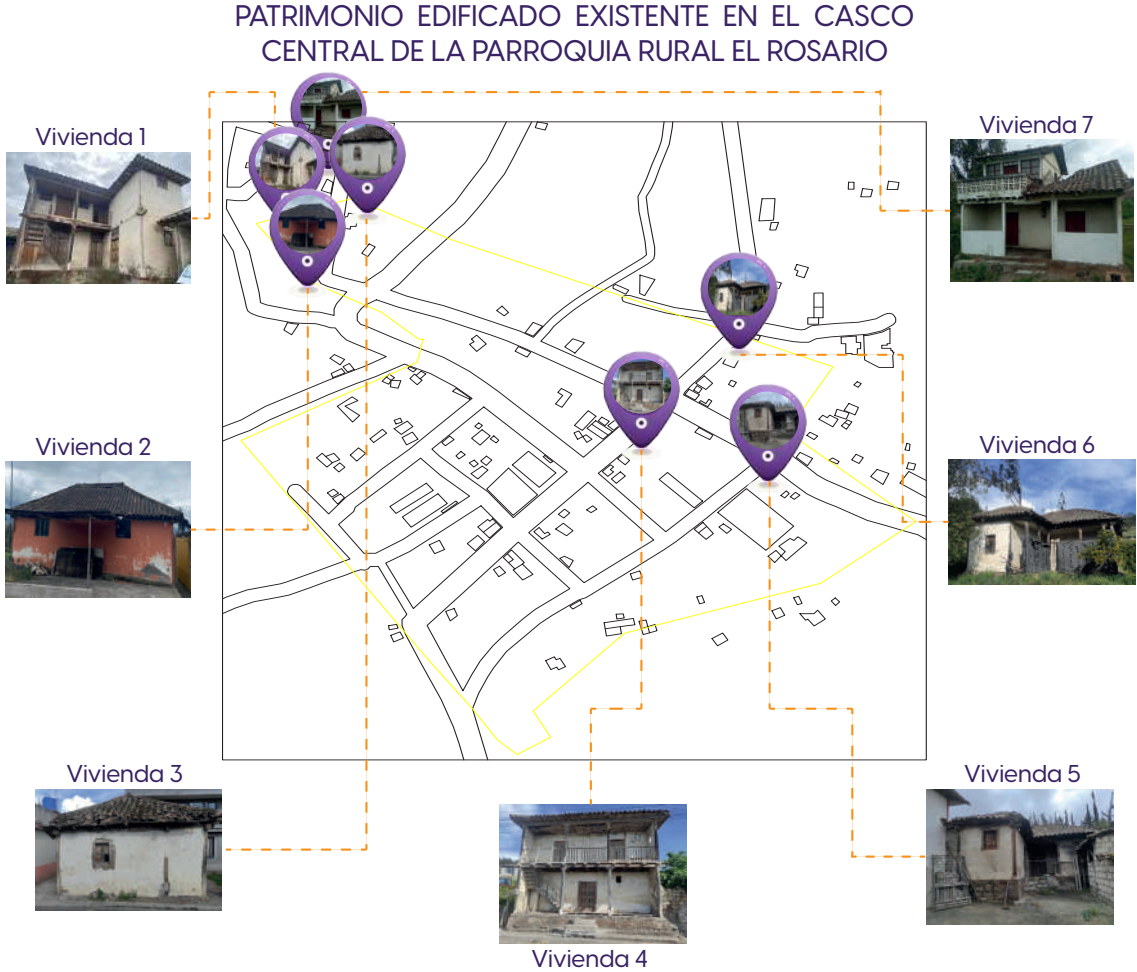 PATRIMONIO EDIFICADO EXISTENTE EN EL CASCO
CENTRAL DE LA PARROQUIA RURAL EL ROSARIO
Vivienda 1
Vivienda 7
Vivienda 2
Vivienda 6
Vivienda 3
Vivienda 5
Vivienda 4